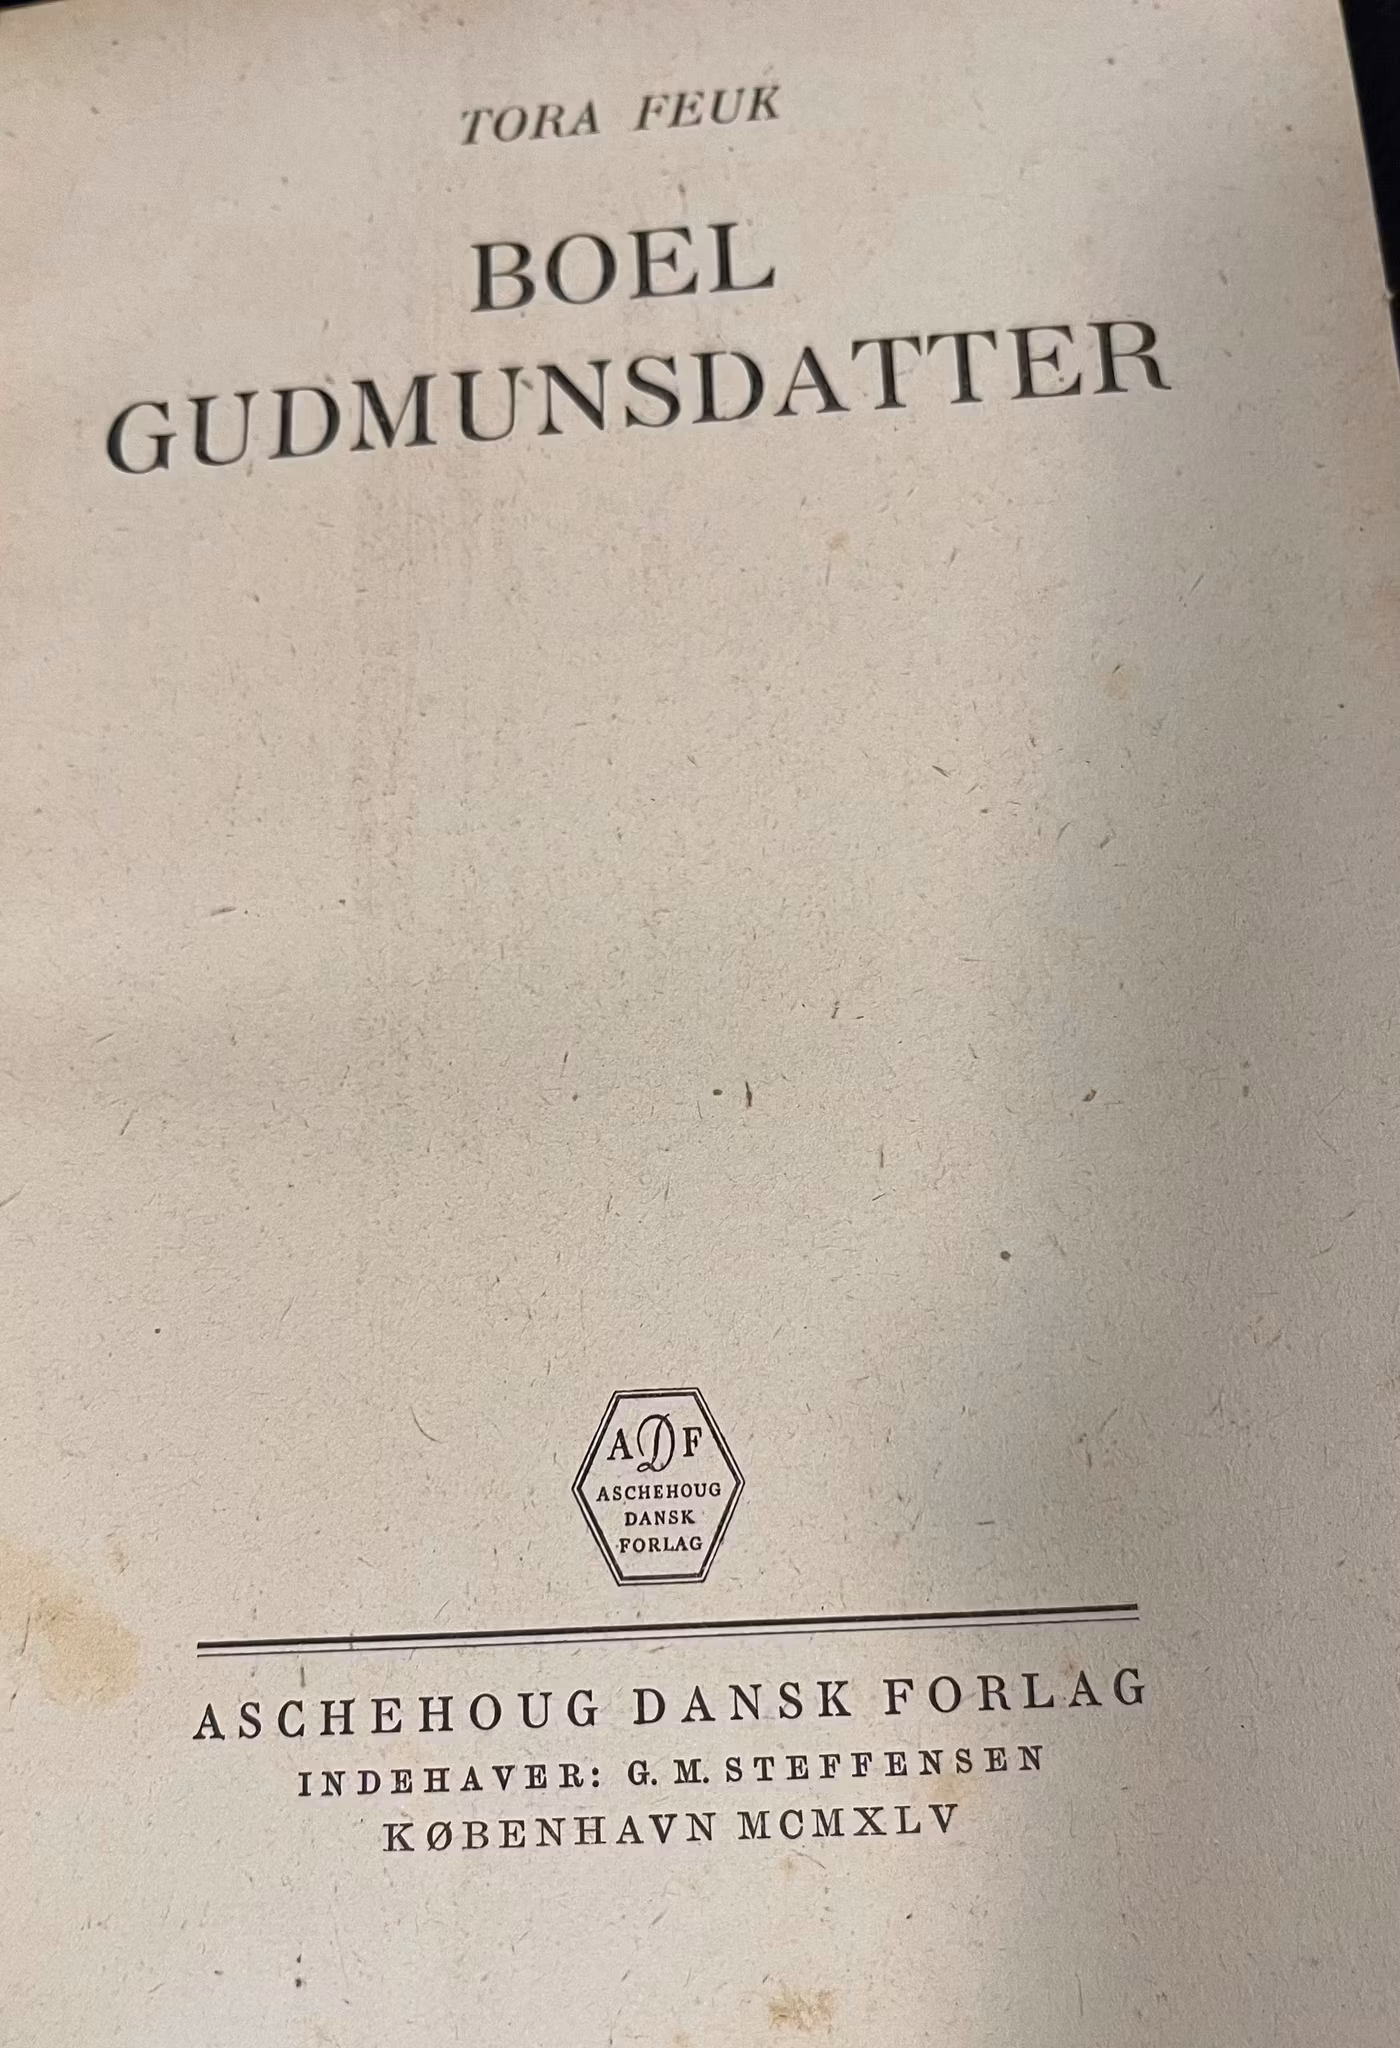 TORA FEUK
BOEL
GUDMUNSDATTER
ADF
ASCHEHOUG
DANSK
FORLAG
ASCHEHOUG DANSK FORLAG
INDEHAVER: G. M. STEFFENSEN
KØBENHAVN MCMXLV